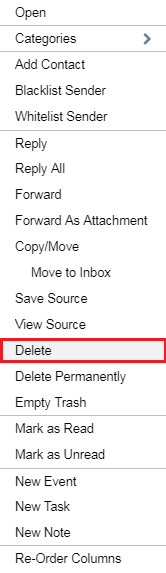 Open
Categories
Add Contact
Blacklist Sender
Whitelist Sender
Reply
Reply All
Forward
Forward As Attachment
Copy/Move
Move to Inbox
Save Source
View Source
Delete
Delete Permanently
Empty Trash
Mark as Read
Mark as Unread
New Event
New Task
New Note
Re-Order Columns